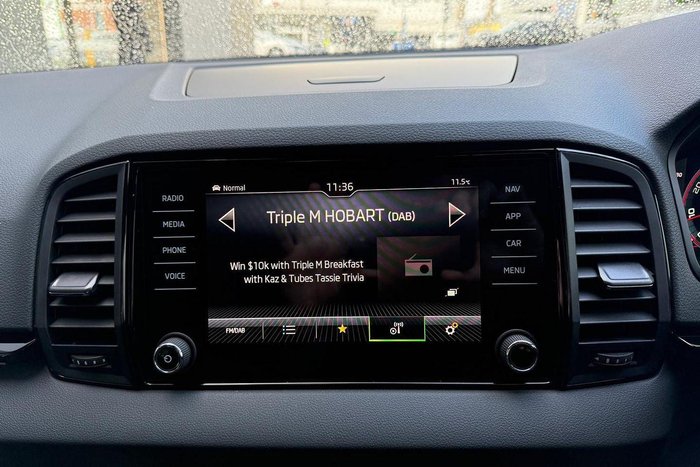 RADIO
MEDIA
PHONE
VOICE
Normal
11:36
11.5°C
Triple M HOBART (DAB)
Win $10k with Triple M Breakfast
with Kaz & Tubes Tassie Trivia
FM/DAB
NAV
APP
CAR
MENU